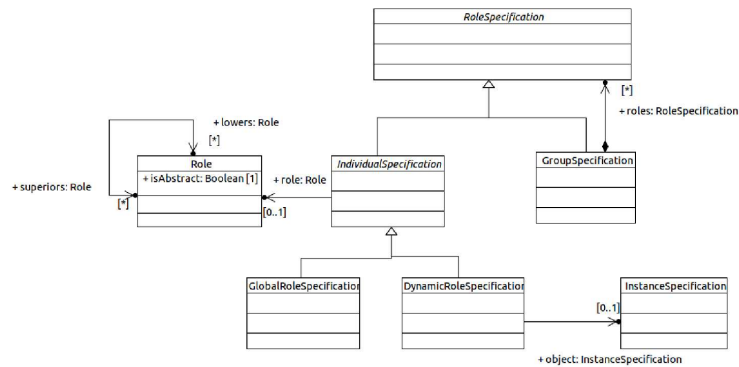 RoleSpecification
[*]
+ roles: RoleSpecification
+ lowers: Role
[*]
Role
+ isAbstract: Boolean [1]
+ superiors: Role
[*]
+ role: Role
[0..1]
IndividualSpecification
GroupSpecification
GlobalRoleSpecification
DynamicRoleSpecification
InstanceSpecification
[0..1]
+ object: InstanceSpecification